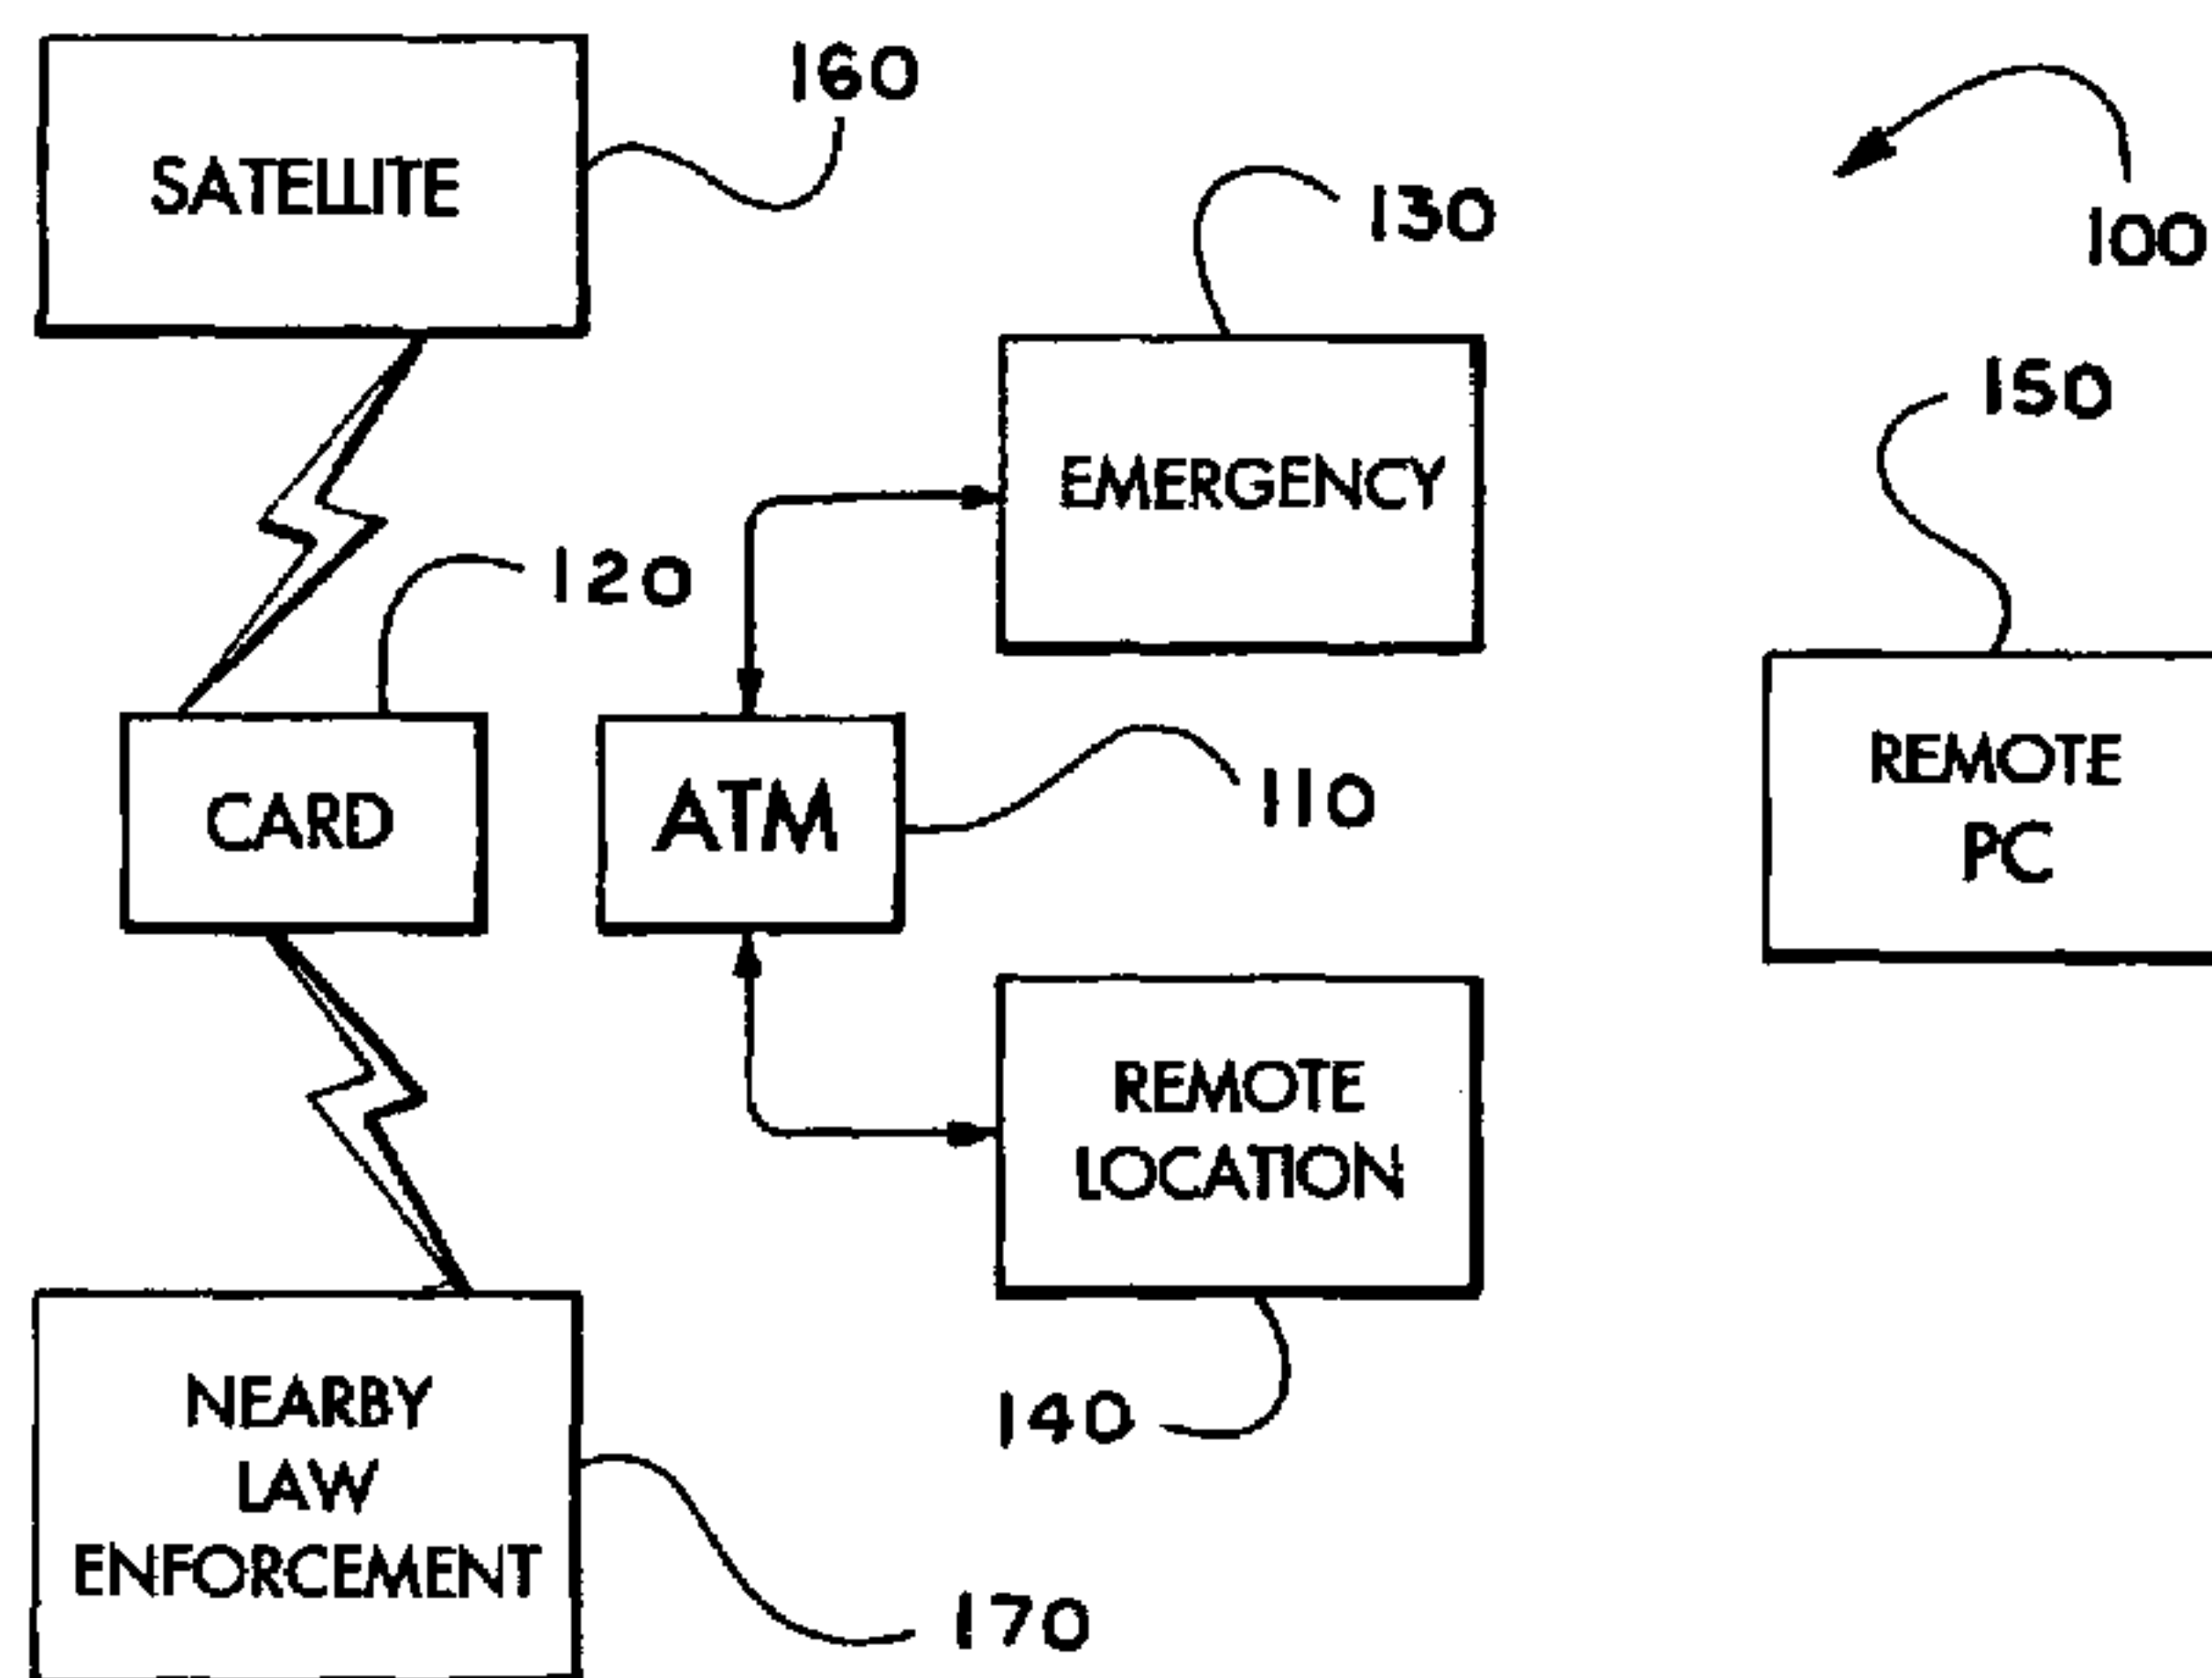 160
SATELLITE
130
100
150
EMERGENCY
120
REMOTE
PC
CARD
ATM
110
REMOTE
LOCATION
140
NEARBY
LAW
ENFORCEMENT
170